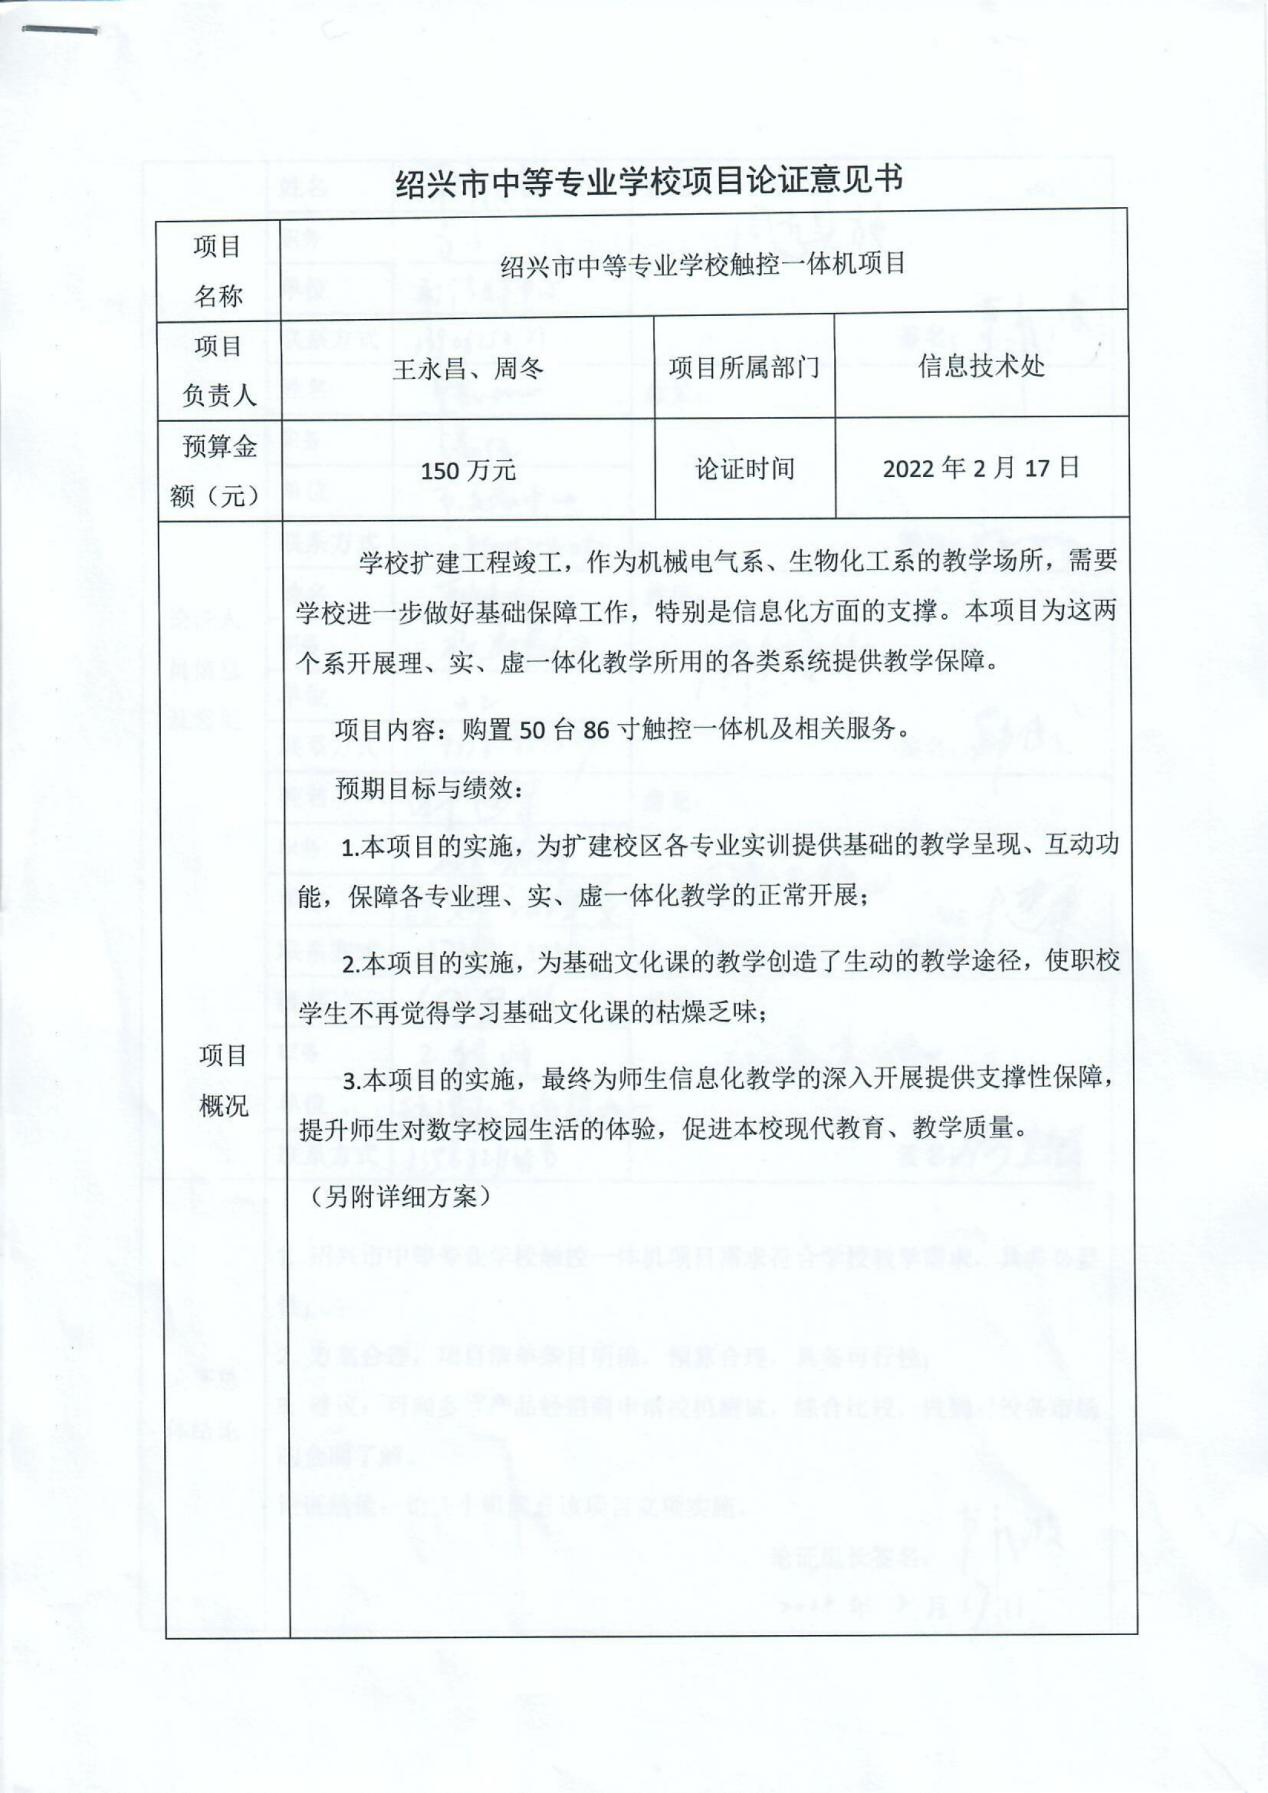 绍兴市中等专业学校项目论证意见书
项目
名称
绍兴市中等专业学校触控一体机项目
项目
负责人
王永昌、周冬
项目所属部门
信息技术处
预算金
额（元）
150 万元
论证时间
2022 年 2 月 17 日
项目
概况
学校扩建工程竣工，作为机械电气系、生物化工系的教学场所，需要
学校进一步做好基础保障工作，特别是信息化方面的支撑。本项目为这两
个系开展理、实、虚一体化教学所用的各类系统提供教学保障。
项目内容：购置 50 台 86 寸触控一体机及相关服务。
预期目标与绩效：
1.本项目的实施，为扩建校区各专业实训提供基础的教学呈现、互动功
能，保障各专业理、实、虚一体化教学的正常开展；
2.本项目的实施，为基础文化课的教学创造了生动的教学途径，使职校
学生不再觉得学习基础文化课的枯燥乏味；
3.本项目的实施，最终为师生信息化教学的深入开展提供支撑性保障，
提升师生对数字校园生活的体验，促进本校现代教育、教学质量。
（另附详细方案）